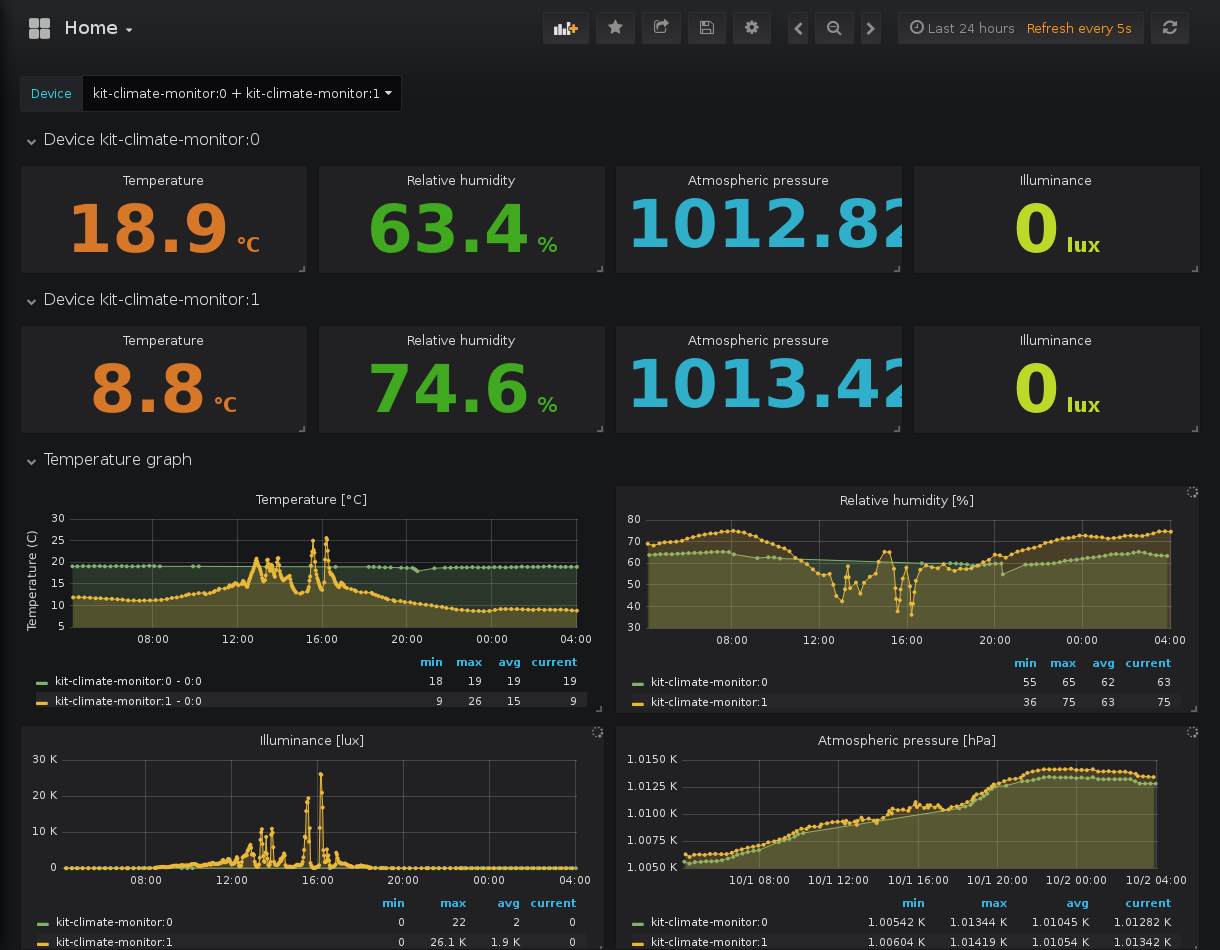 Home
Last 24 hours Refresh every 5s
Device kit-climate-monitor:0 + kit-climate-monitor:1
Device kit-climate-monitor:0
Temperature Relative humidity Atmospheric pressure Illuminance
18.9 °C 63.4 % 1012.82 0 lux
Device kit-climate-monitor:1
Temperature Relative humidity Atmospheric pressure Illuminance
8.8 °C 74.6 % 1013.42 0 lux
Temperature graph
Temperature [°C]
Temperature (C)
30
25
20
15
10
5
08:00 12:00 16:00 20:00 00:00 04:00
min max avg current
kit-climate-monitor:0 - 0:0 18 19 19 19
kit-climate-monitor:1 - 0:0 9 26 15 9
Relative humidity [%]
80
70
60
50
40
30
08:00 12:00 16:00 20:00 00:00 04:00
min max avg current
kit-climate-monitor:0 55 65 62 63
kit-climate-monitor:1 36 75 63 75
Illuminance [lux]
30 K
20 K
10 K
0
08:00 12:00 16:00 20:00 00:00 04:00
min max avg current
kit-climate-monitor:0 0 22 2 0
kit-climate-monitor:1 0 26.1 K 1.9 K 0
Atmospheric pressure [hPa]
1.0150 K
1.0125 K
1.0100 K
1.0075 K
1.0050 K
10/1 08:00 10/1 12:00 10/1 16:00 10/1 20:00 10/2 00:00 10/2 04:00
min max avg current
kit-climate-monitor:0 1.00542 K 1.01344 K 1.01045 K 1.01282 K
kit-climate-monitor:1 1.00604 K 1.01419 K 1.01054 K 1.01342 K